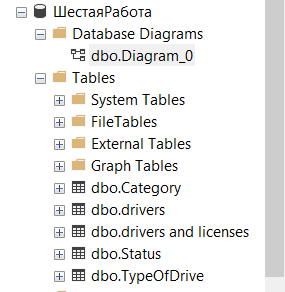 ШестаяРабота
Database Diagrams
dbo.Diagram_0
Tables
System Tables
FileTables
External Tables
Graph Tables
dbo.Category
dbo.drivers
dbo.drivers and licenses
dbo.Status
dbo.TypeOfDrive